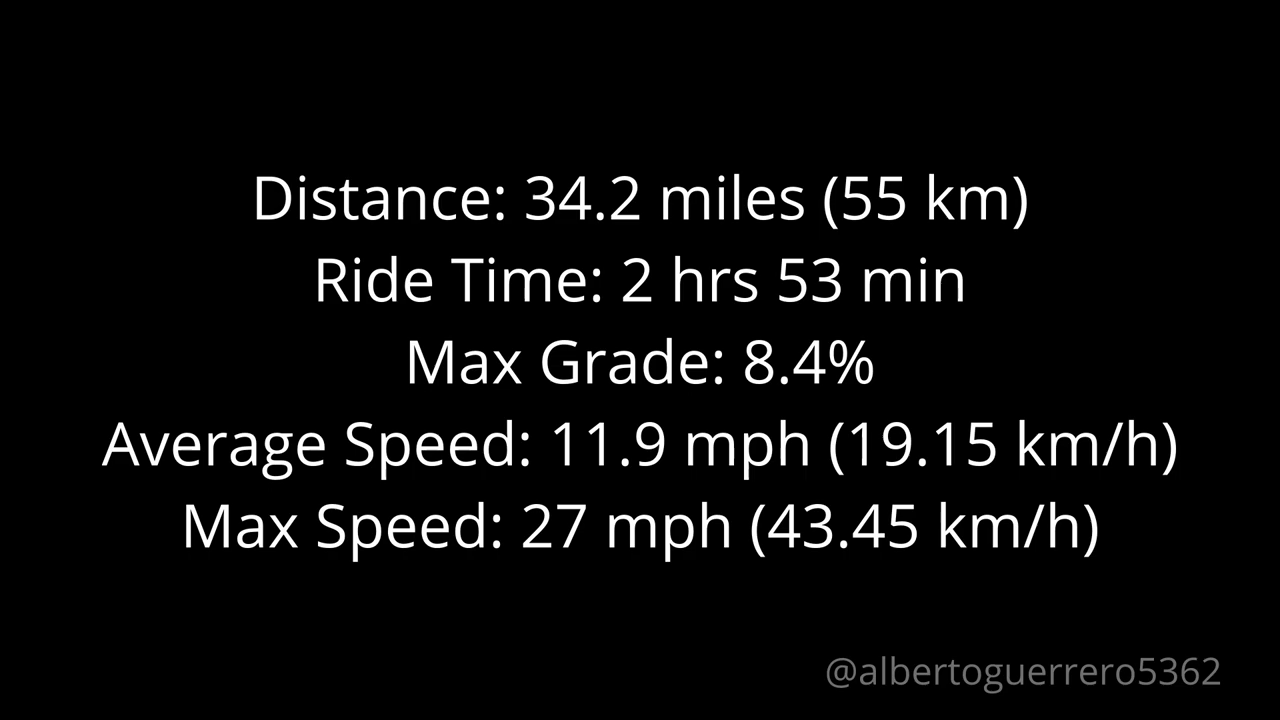 Distance: 34.2 miles (55 km)
Ride Time: 2 hrs 53 min
Max Grade: 8.4%
Average Speed: 11.9 mph (19.15 km/h)
Max Speed: 27 mph (43.45 km/h)
@albertoguerrero5362